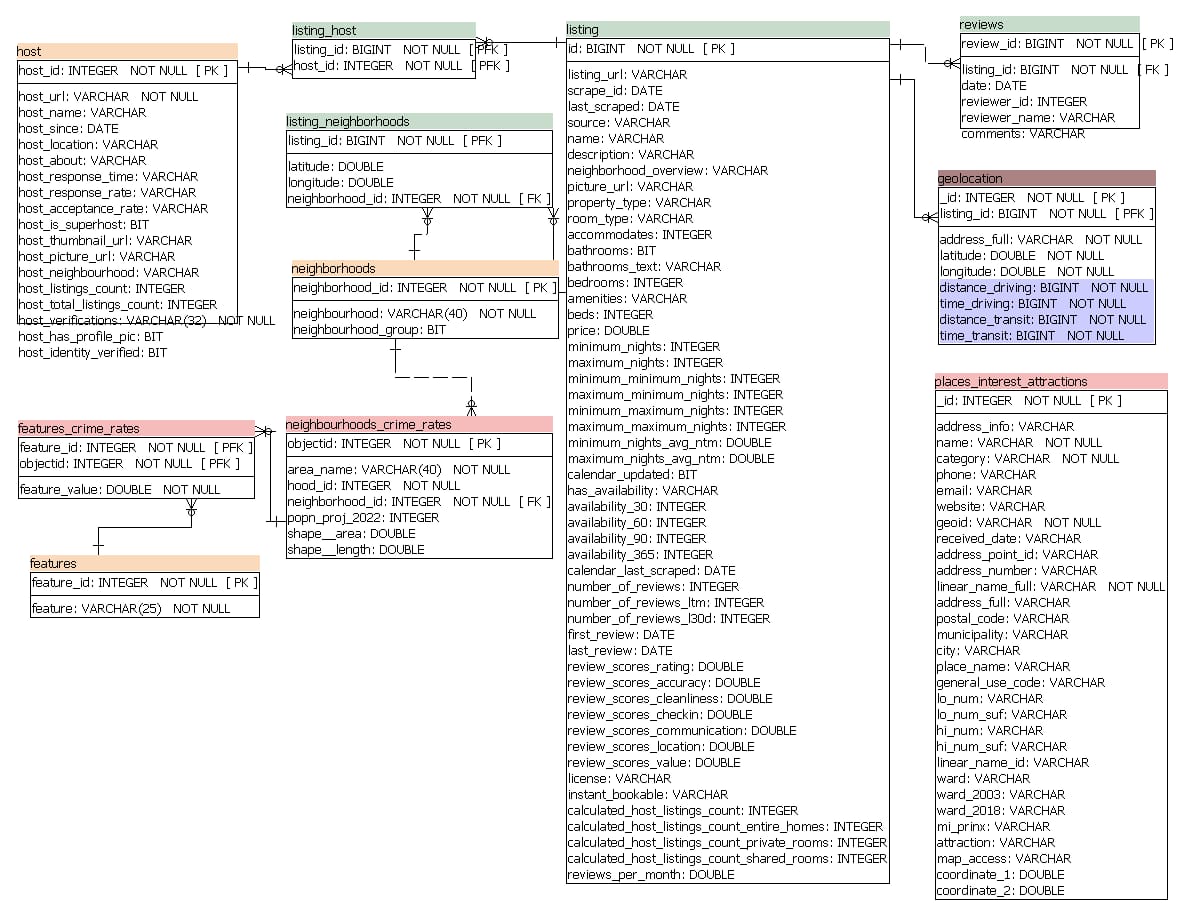 host
host_id: INTEGER NOT NULL [ PK ]
host_url: VARCHAR NOT NULL
host_name: VARCHAR
host_since: DATE
host_location: VARCHAR
host_about: VARCHAR
host_response_time: VARCHAR
host_response_rate: VARCHAR
host_acceptance_rate: VARCHAR
host_is_superhost: BIT
host_thumbnail_url: VARCHAR
host_picture_url: VARCHAR
host_neighbourhood: VARCHAR
host_listings_count: INTEGER
host_total_listings_count: INTEGER
host_verifications: VARCHAR(32) NOT NULL
host_has_profile_pic: BIT
host_identity_verified: BIT
features_crime_rates
feature_id: INTEGER NOT NULL [ PFK ]
objectid: INTEGER NOT NULL [ PFK ]
feature_value: DOUBLE NOT NULL
features
feature_id: INTEGER NOT NULL [ PK ]
feature: VARCHAR(25) NOT NULL
listing_host
listing_id: BIGINT NOT NULL [ PFK ]
host_id: INTEGER NOT NULL [ PFK ]
listing_neighborhoods
listing_id: BIGINT NOT NULL [ PFK ]
latitude: DOUBLE
longitude: DOUBLE
neighborhood_id: INTEGER NOT NULL [ FK ]
neighborhoods
neighborhood_id: INTEGER NOT NULL [ PK ]
neighbourhood: VARCHAR(40) NOT NULL
neighbourhood_group: BIT
neighbourhoods_crime_rates
objectid: INTEGER NOT NULL [ PK ]
area_name: VARCHAR(40) NOT NULL
hood_id: INTEGER NOT NULL
neighborhood_id: INTEGER NOT NULL [ FK ]
popn_proj_2022: INTEGER
shape__area: DOUBLE
shape__length: DOUBLE
listing
id: BIGINT NOT NULL [ PK ]
listing_url: VARCHAR
scrape_id: DATE
last_scraped: DATE
source: VARCHAR
name: VARCHAR
description: VARCHAR
neighborhood_overview: VARCHAR
picture_url: VARCHAR
property_type: VARCHAR
room_type: VARCHAR
accommodates: INTEGER
bathrooms: BIT
bathrooms_text: VARCHAR
bedrooms: INTEGER
amenities: VARCHAR
beds: INTEGER
price: DOUBLE
minimum_nights: INTEGER
maximum_nights: INTEGER
minimum_minimum_nights: INTEGER
maximum_minimum_nights: INTEGER
minimum_maximum_nights: INTEGER
maximum_maximum_nights: INTEGER
minimum_nights_avg_ntm: DOUBLE
maximum_nights_avg_ntm: DOUBLE
calendar_updated: BIT
has_availability: VARCHAR
availability_30: INTEGER
availability_60: INTEGER
availability_90: INTEGER
availability_365: INTEGER
calendar_last_scraped: DATE
number_of_reviews: INTEGER
number_of_reviews_ltm: INTEGER
number_of_reviews_l30d: INTEGER
first_review: DATE
last_review: DATE
review_scores_rating: DOUBLE
review_scores_accuracy: DOUBLE
review_scores_cleanliness: DOUBLE
review_scores_checkin: DOUBLE
review_scores_communication: DOUBLE
review_scores_location: DOUBLE
review_scores_value: DOUBLE
license: VARCHAR
instant_bookable: VARCHAR
calculated_host_listings_count: INTEGER
calculated_host_listings_count_entire_homes: INTEGER
calculated_host_listings_count_private_rooms: INTEGER
calculated_host_listings_count_shared_rooms: INTEGER
reviews_per_month: DOUBLE
reviews
review_id: BIGINT NOT NULL [ PK ]
listing_id: BIGINT NOT NULL [ FK ]
date: DATE
reviewer_id: INTEGER
reviewer_name: VARCHAR
comments: VARCHAR
geolocation
_id: INTEGER NOT NULL [ PK ]
listing_id: BIGINT NOT NULL [ PFK ]
address_full: VARCHAR NOT NULL
latitude: DOUBLE NOT NULL
longitude: DOUBLE NOT NULL
distance_driving: BIGINT NOT NULL
time_driving: BIGINT NOT NULL
distance_transit: BIGINT NOT NULL
time_transit: BIGINT NOT NULL
places_interest_attractions
_id: INTEGER NOT NULL [ PK ]
address_info: VARCHAR
name: VARCHAR NOT NULL
category: VARCHAR NOT NULL
phone: VARCHAR
email: VARCHAR
website: VARCHAR
geoid: VARCHAR NOT NULL
received_date: VARCHAR
address_point_id: VARCHAR
address_number: VARCHAR
linear_name_full: VARCHAR NOT NULL
address_full: VARCHAR
postal_code: VARCHAR
municipality: VARCHAR
city: VARCHAR
place_name: VARCHAR
general_use_code: VARCHAR
lo_num: VARCHAR
lo_num_suf: VARCHAR
hi_num: VARCHAR
hi_num_suf: VARCHAR
linear_name_id: VARCHAR
ward: VARCHAR
ward_2003: VARCHAR
ward_2018: VARCHAR
mi_prinx: VARCHAR
attraction: VARCHAR
map_access: VARCHAR
coordinate_1: DOUBLE
coordinate_2: DOUBLE